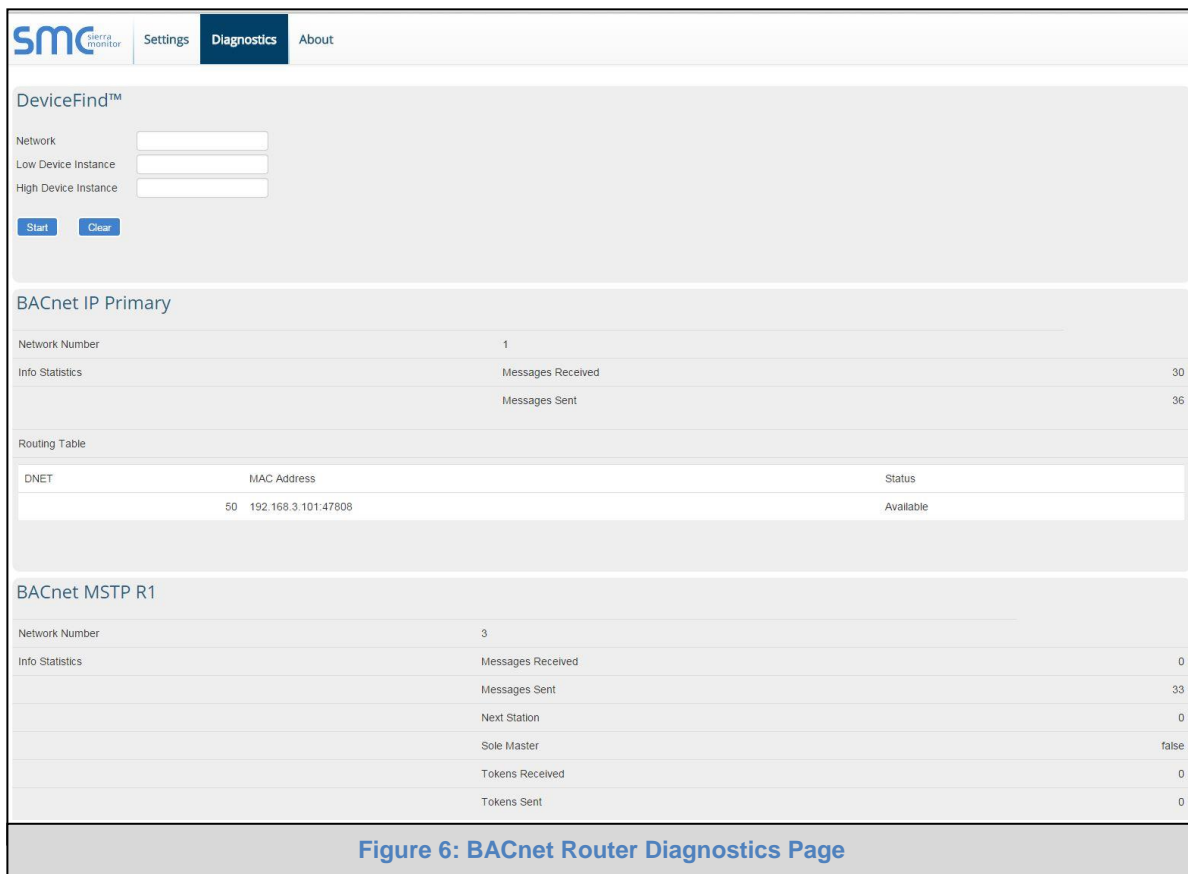 SMC sierra monitor Settings Diagnostics About
DeviceFind™
Network
Low Device Instance
High Device Instance
Start Clear
BACnet IP Primary
Network Number 1
Info Statistics Messages Received 30
Messages Sent 36
Routing Table
DNET MAC Address Status
50 192.168.3.101:47808 Available
BACnet MSTP R1
Network Number 3
Info Statistics Messages Received 0
Messages Sent 33
Next Station 0
Sole Master false
Tokens Received 0
Tokens Sent 0
Figure 6: BACnet Router Diagnostics Page